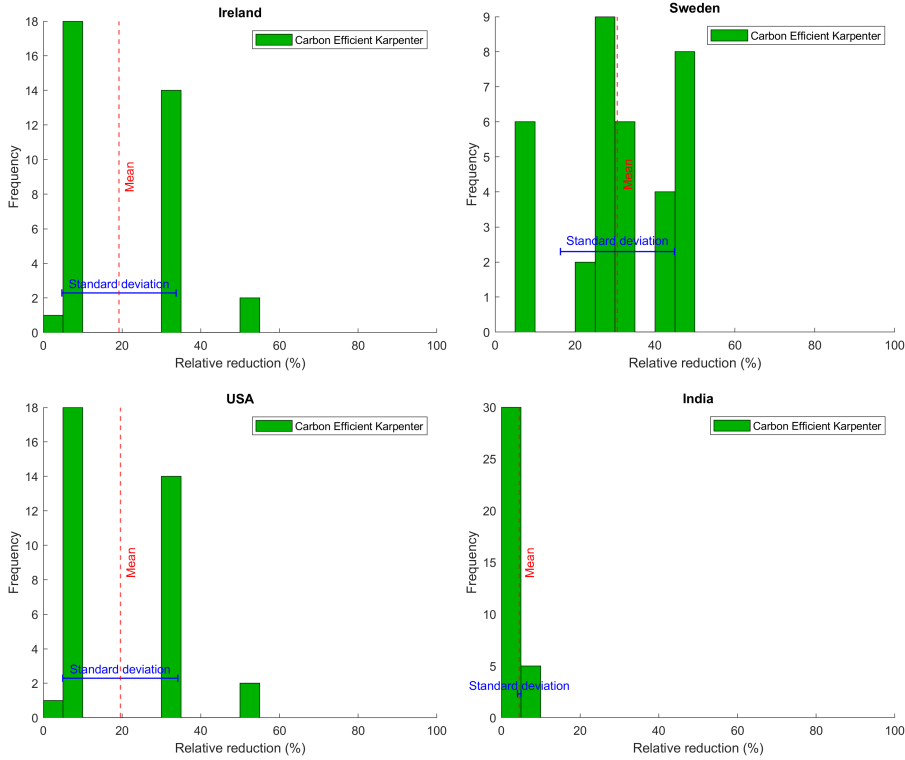 Ireland
Carbon Efficient Karpenter
Mean
Standard deviation
Frequency
0
2
4
6
8
10
12
14
16
18
0 20 40 60 80 100
Relative reduction (%)
Sweden
Carbon Efficient Karpenter
Mean
Standard deviation
Frequency
0
1
2
3
4
5
6
7
8
9
0 20 40 60 80 100
Relative reduction (%)
USA
Carbon Efficient Karpenter
Mean
Standard deviation
Frequency
0
2
4
6
8
10
12
14
16
18
0 20 40 60 80 100
Relative reduction (%)
India
Carbon Efficient Karpenter
Mean
Standard deviation
Frequency
0
5
10
15
20
25
30
0 20 40 60 80 100
Relative reduction (%)